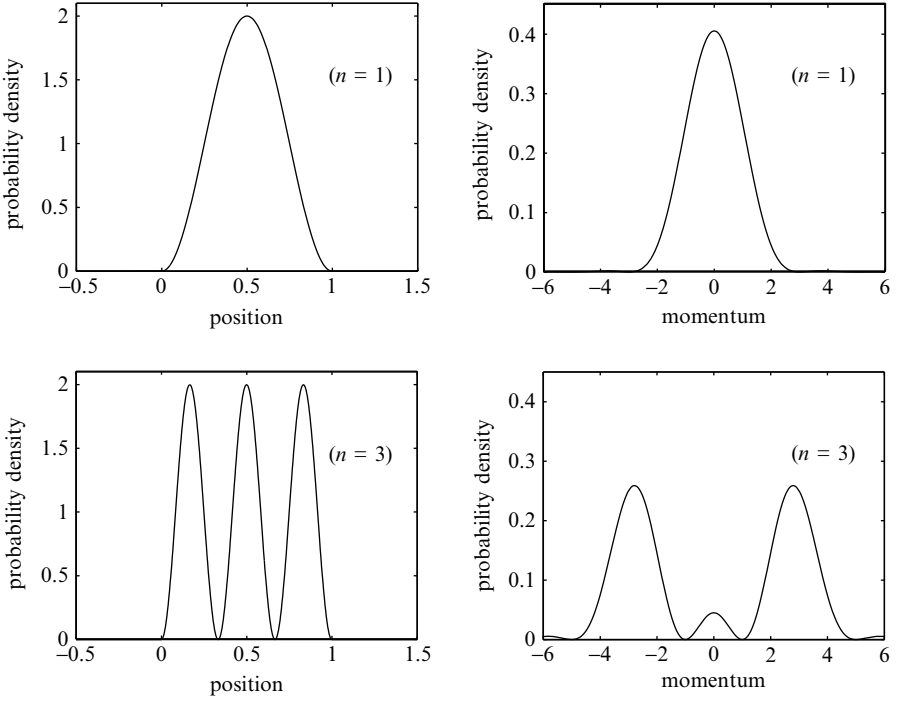 probability density
2
1.5
1
0.5
0
(n = 1)
−0.5 0 0.5 1 1.5
position
probability density
0.4
0.3
0.2
0.1
0
(n = 1)
−6 −4 −2 0 2 4 6
momentum
probability density
2
1.5
1
0.5
0
(n = 3)
−0.5 0 0.5 1 1.5
position
probability density
0.4
0.3
0.2
0.1
0
(n = 3)
−6 −4 −2 0 2 4 6
momentum